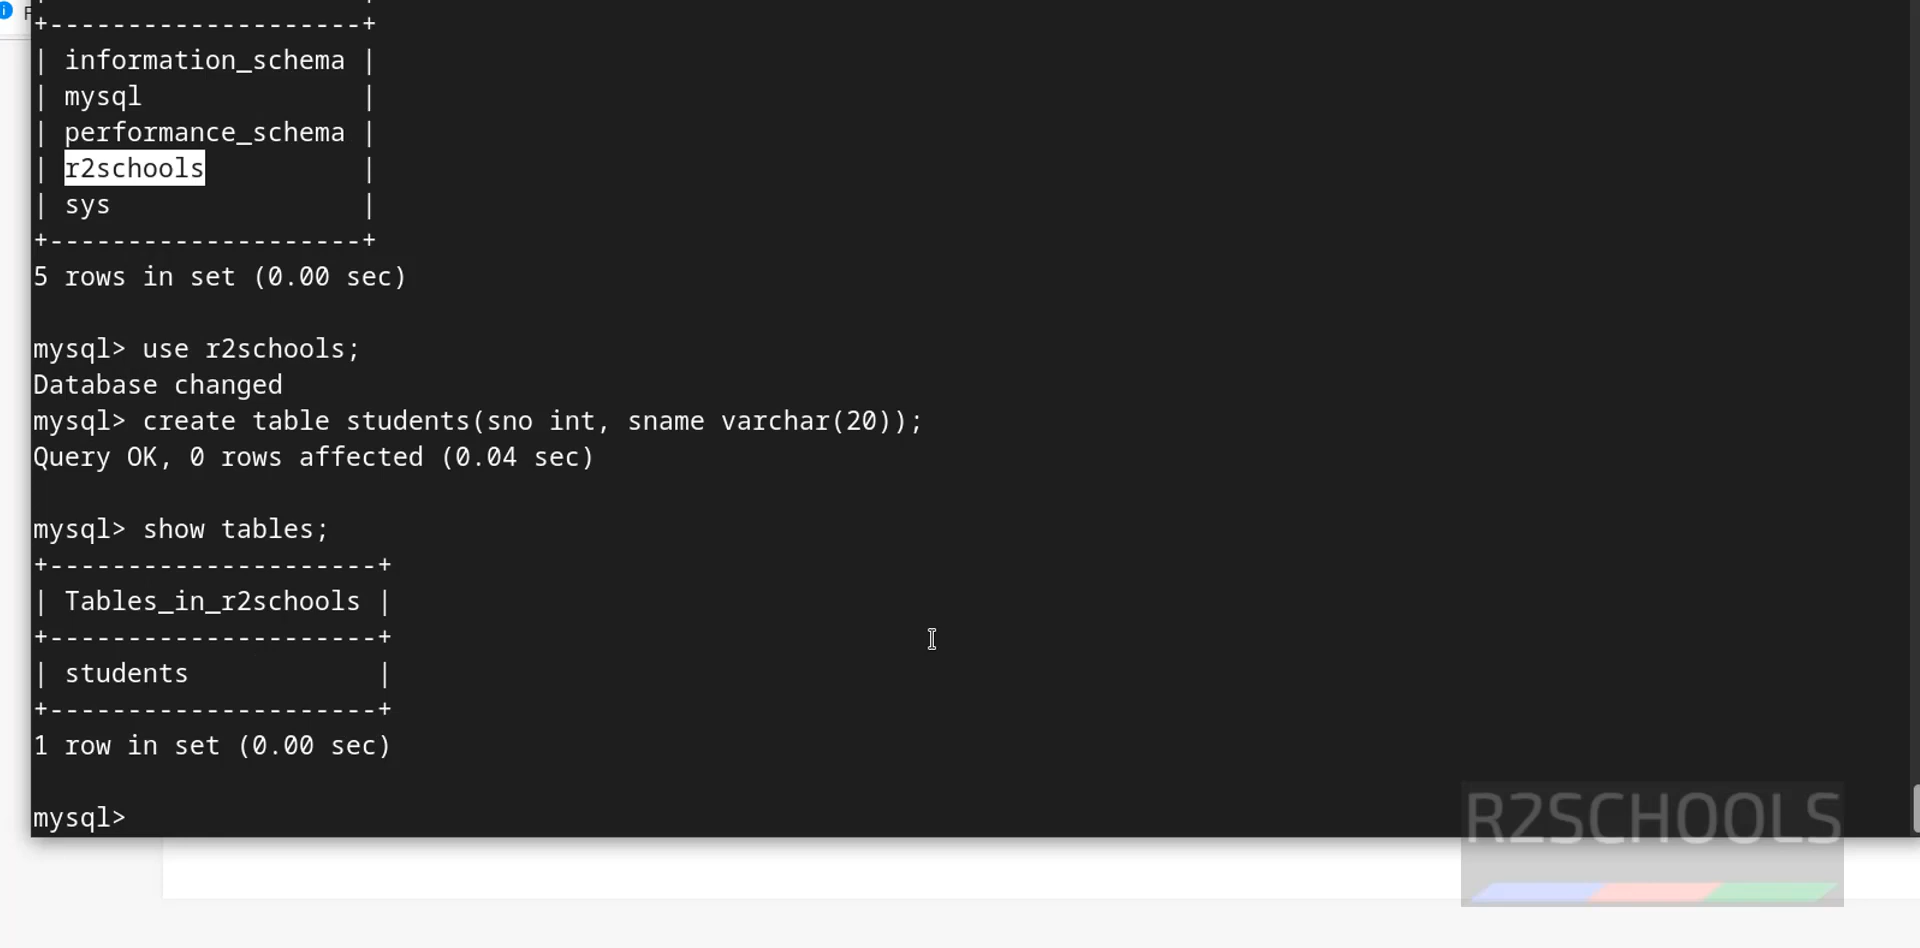 +--------------------+
| information_schema |
| mysql              |
| performance_schema |
| r2schools          |
| sys                |
+--------------------+
5 rows in set (0.00 sec)
mysql> use r2schools;
Database changed
mysql> create table students(sno int, sname varchar(20));
Query OK, 0 rows affected (0.04 sec)
mysql> show tables;
+---------------------+
| Tables_in_r2schools |
+---------------------+
| students            |
+---------------------+
1 row in set (0.00 sec)
mysql>
R2SCHOOLS